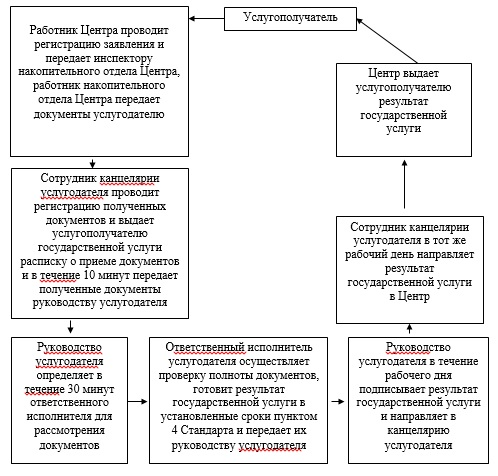 Услугополучатель
Работник Центра проводит
регистрацию заявления и
передает инспектору
накопительного отдела Центра,
работник накопительного
отдела Центра передает
документы услугодателю
Сотрудник канцелярии
услугодателя проводит
регистрацию полученных
документов и выдает
услугополучателю
государственной услуги
расписку о приеме документов
и в течение 10 минут передает
полученные документы
руководству услугодателя
Руководство
услугодателя
определяет в
течение 30 минут
ответственного
исполнителя для
рассмотрения
документов
Ответственный исполнитель
услугодателя осуществляет
проверку полноты документов,
готовит результат
государственной услуги в
установленные сроки пунктом
4 Стандарта и передает их
руководству услугодателя
Руководство
услугодателя в течение
рабочего дня
подписывает результат
государственной услуги
и направляет в
канцелярию
услугодателя
Сотрудник канцелярии
услугодателя в тот же
рабочий день направляет
результат
государственной услуги
в Центр
Центр выдает
услугополучателю
результат
государственной
услуги